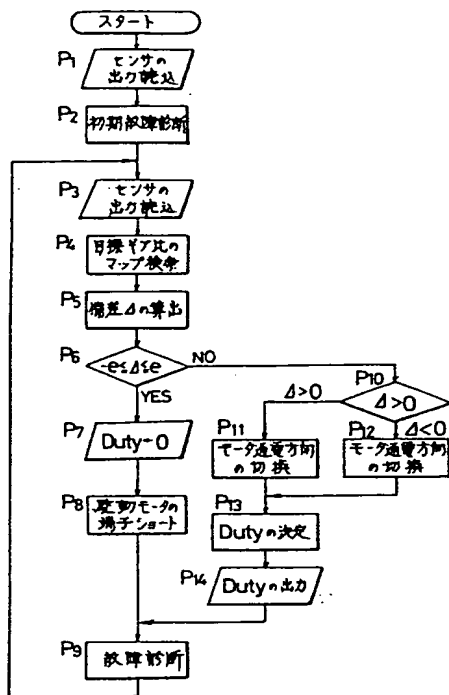 スタート
P1
センサの
出力読込
P2
初期故障診断
P3
センサの
出力読込
P4
目標ギア比の
マップ検索
P5
偏差Δの算出
P6
-e≤Δ≤e
NO
YES
P10
Δ>0
Δ>0
Δ<0
P7
Duty←0
P11
モータ通電方向
の切換
P12
モータ通電方向
の切換
P8
駆動モータの
端子ショート
P13
Dutyの決定
P14
Dutyの出力
P9
故障診断